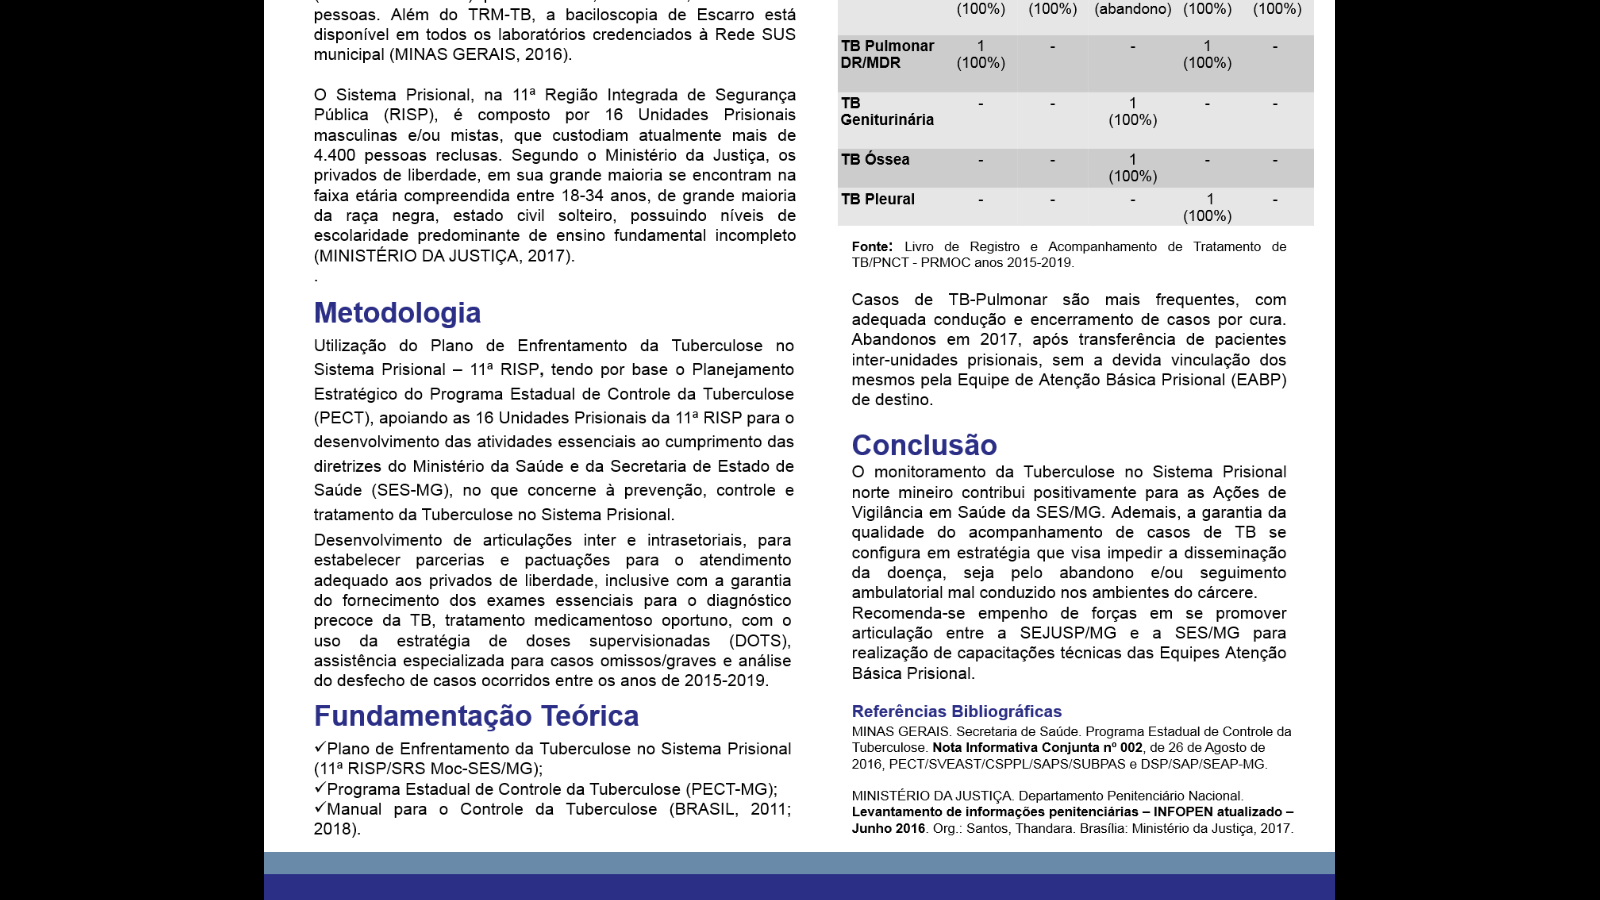 pessoas. Além do TRM-TB, a baciloscopia de Escarro está
disponível em todos os laboratórios credenciados à Rede SUS
municipal (MINAS GERAIS, 2016).
O Sistema Prisional, na 11ª Região Integrada de Segurança
Pública (RISP), é composto por 16 Unidades Prisionais
masculinas e/ou mistas, que custodiam atualmente mais de
4.400 pessoas reclusas. Segundo o Ministério da Justiça, os
privados de liberdade, em sua grande maioria se encontram na
faixa etária compreendida entre 18-34 anos, de grande maioria
da raça negra, estado civil solteiro, possuindo níveis de
escolaridade predominante de ensino fundamental incompleto
(MINISTÉRIO DA JUSTIÇA, 2017).
.
Metodologia
Utilização do Plano de Enfrentamento da Tuberculose no
Sistema Prisional – 11ª RISP, tendo por base o Planejamento
Estratégico do Programa Estadual de Controle da Tuberculose
(PECT), apoiando as 16 Unidades Prisionais da 11ª RISP para o
desenvolvimento das atividades essenciais ao cumprimento das
diretrizes do Ministério da Saúde e da Secretaria de Estado de
Saúde (SES-MG), no que concerne à prevenção, controle e
tratamento da Tuberculose no Sistema Prisional.
Desenvolvimento de articulações inter e intrasetoriais, para
estabelecer parcerias e pactuações para o atendimento
adequado aos privados de liberdade, inclusive com a garantia
do fornecimento dos exames essenciais para o diagnóstico
precoce da TB, tratamento medicamentoso oportuno, com o
uso da estratégia de doses supervisionadas (DOTS),
assistência especializada para casos omissos/graves e análise
do desfecho de casos ocorridos entre os anos de 2015-2019.
Fundamentação Teórica
✓Plano de Enfrentamento da Tuberculose no Sistema Prisional
(11ª RISP/SRS Moc-SES/MG);
✓Programa Estadual de Controle da Tuberculose (PECT-MG);
✓Manual para o Controle da Tuberculose (BRASIL, 2011;
2018).
(100%) (100%) (abandono) (100%) (100%)
TB Pulmonar 1 - - 1 -
DR/MDR (100%) (100%)
TB - - 1 - -
Geniturinária (100%)
TB Óssea - - 1 - -
(100%)
TB Pleural - - - 1 -
(100%)
Fonte: Livro de Registro e Acompanhamento de Tratamento de
TB/PNCT - PRMOC anos 2015-2019.
Casos de TB-Pulmonar são mais frequentes, com
adequada condução e encerramento de casos por cura.
Abandonos em 2017, após transferência de pacientes
inter-unidades prisionais, sem a devida vinculação dos
mesmos pela Equipe de Atenção Básica Prisional (EABP)
de destino.
Conclusão
O monitoramento da Tuberculose no Sistema Prisional
norte mineiro contribui positivamente para as Ações de
Vigilância em Saúde da SES/MG. Ademais, a garantia da
qualidade do acompanhamento de casos de TB se
configura em estratégia que visa impedir a disseminação
da doença, seja pelo abandono e/ou seguimento
ambulatorial mal conduzido nos ambientes do cárcere.
Recomenda-se empenho de forças em se promover
articulação entre a SEJUSP/MG e a SES/MG para
realização de capacitações técnicas das Equipes Atenção
Básica Prisional.
Referências Bibliográficas
MINAS GERAIS. Secretaria de Saúde. Programa Estadual de Controle da
Tuberculose. Nota Informativa Conjunta nº 002, de 26 de Agosto de
2016, PECT/SVEAST/CSPPL/SAPS/SUBPAS e DSP/SAP/SEAP-MG.
MINISTÉRIO DA JUSTIÇA. Departamento Penitenciário Nacional.
Levantamento de informações penitenciárias – INFOPEN atualizado –
Junho 2016. Org.: Santos, Thandara. Brasília: Ministério da Justiça, 2017.